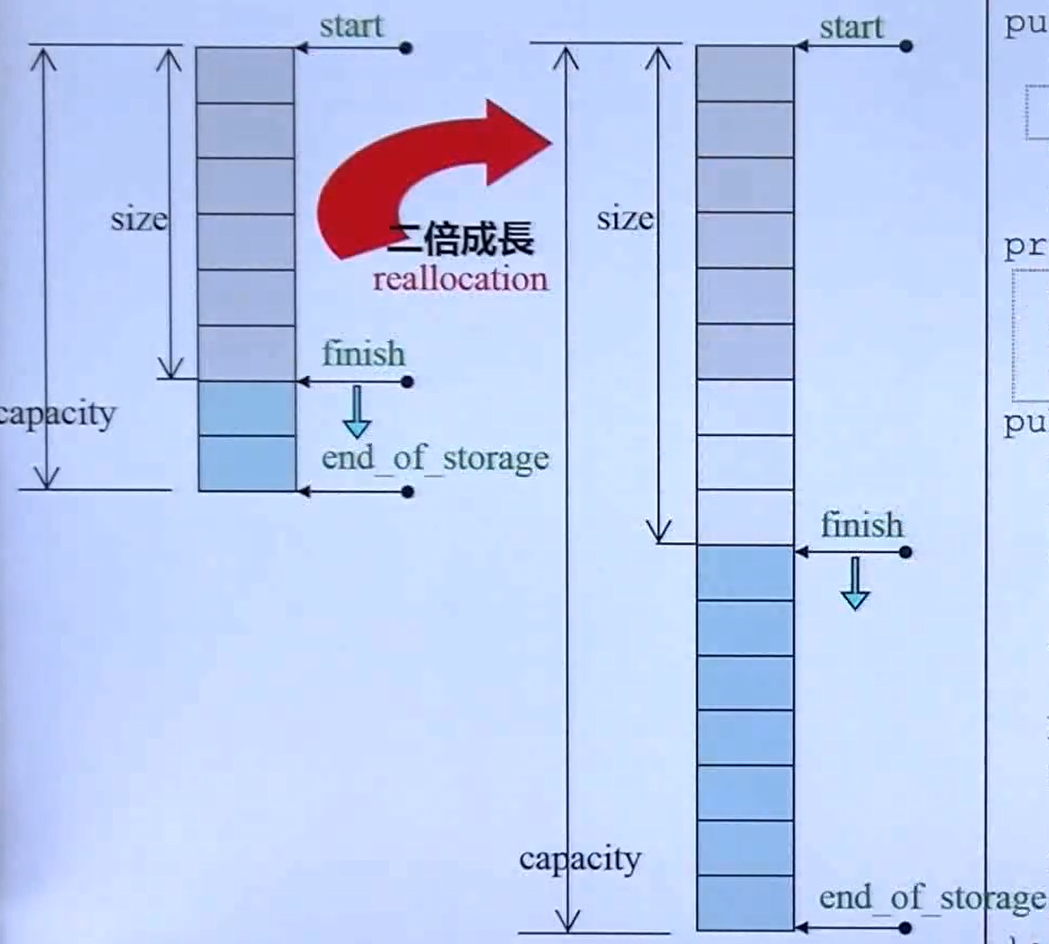 start
size
finish
capacity
end_of_storage
二倍成長
reallocation
start
size
finish
capacity
end_of_storage
pu
pr
pu